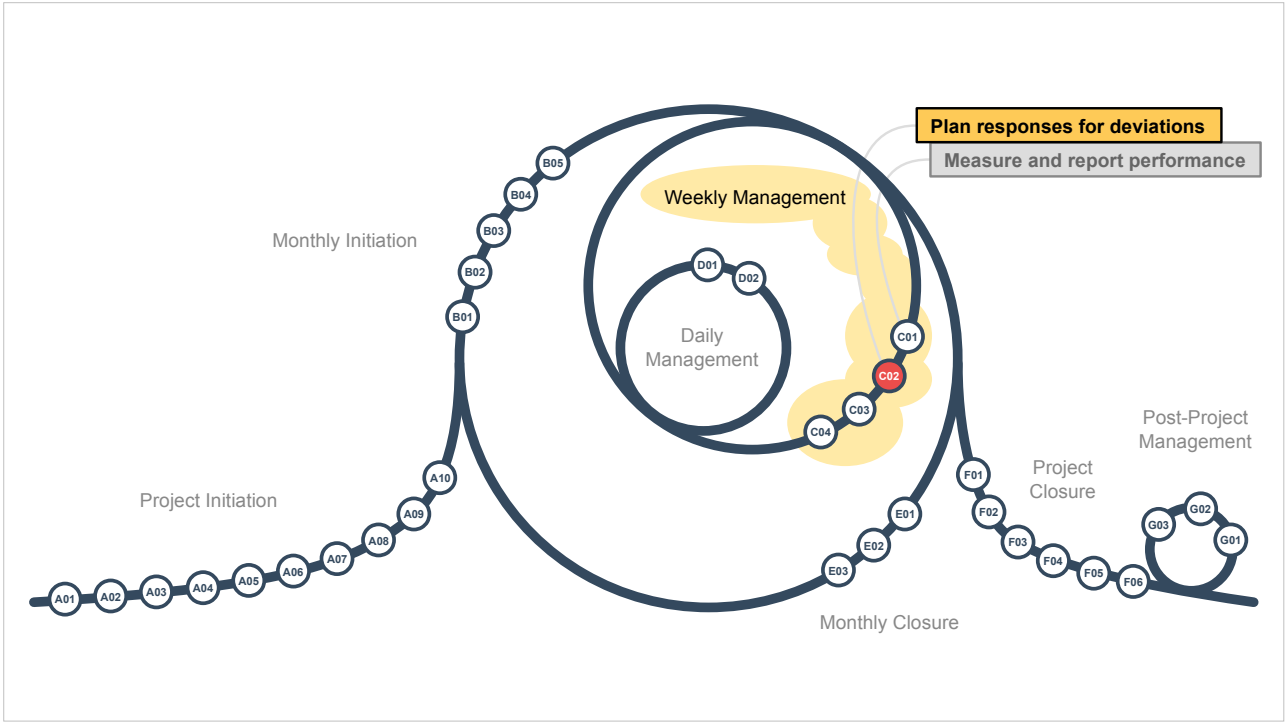 Plan responses for deviations
Measure and report performance
Weekly Management
Monthly Initiation
B05
B04
B03
B02
B01
D01
D02
Daily
Management
C01
C02
C03
C04
Project Initiation
A01
A02
A03
A04
A05
A06
A07
A08
A09
A10
E01
E02
E03
Monthly Closure
Project
Closure
F01
F02
F03
F04
F05
F06
Post-Project
Management
G03
G02
G01